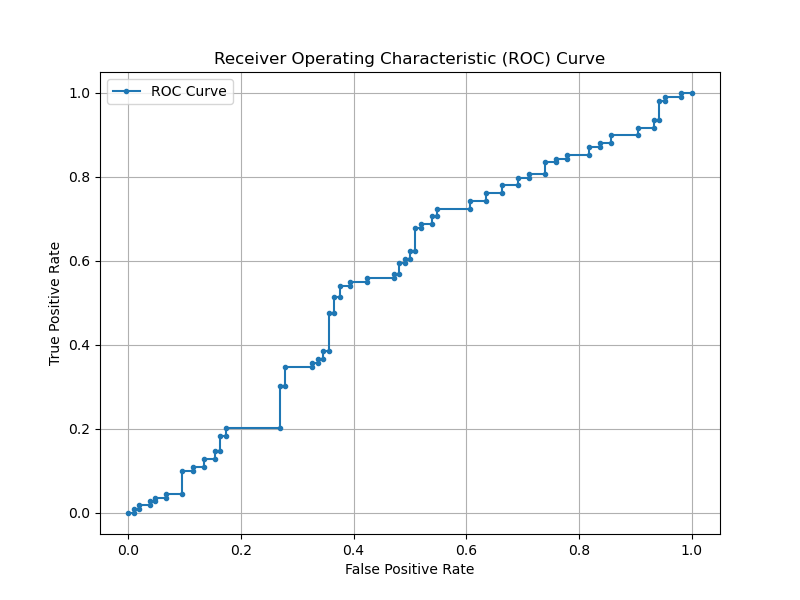 Receiver Operating Characteristic (ROC) Curve
ROC Curve
1.0
0.8
0.6
0.4
0.2
0.0
True Positive Rate
0.0 0.2 0.4 0.6 0.8 1.0
False Positive Rate